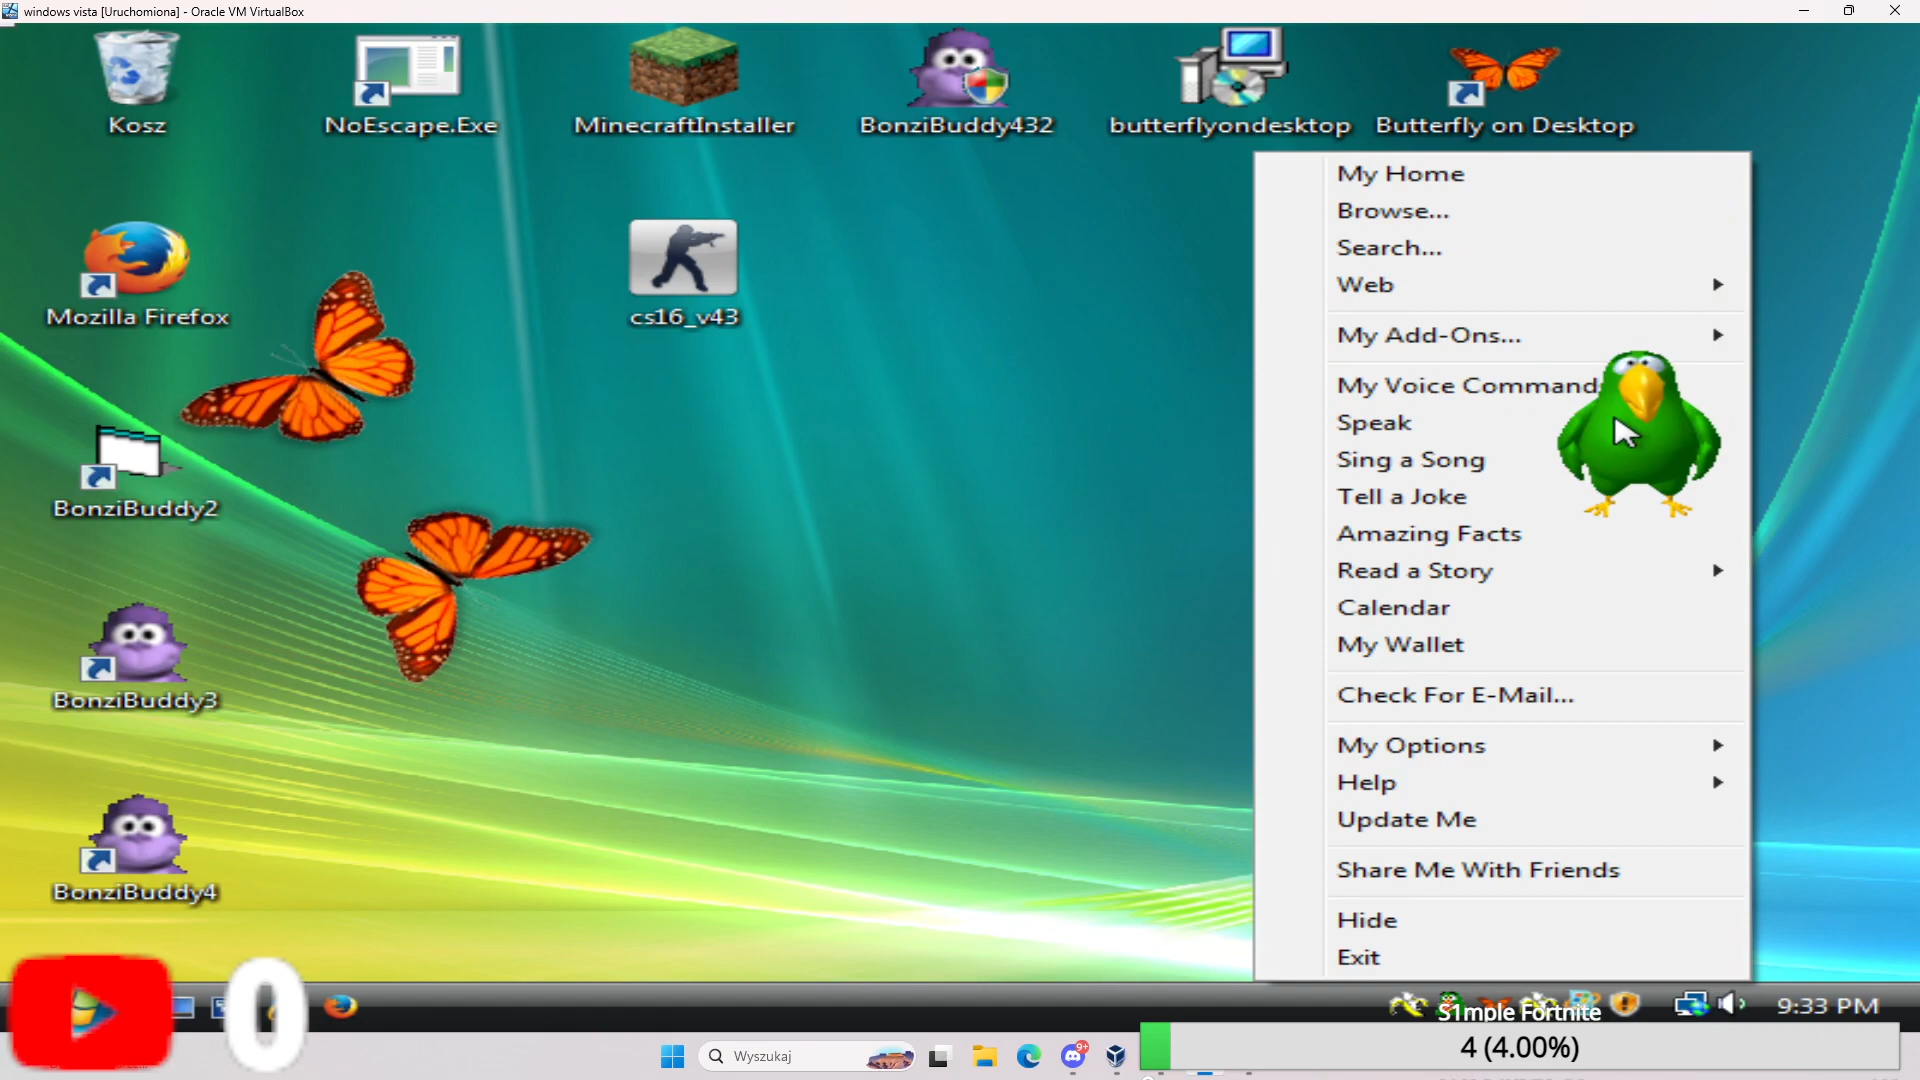 windows vista [Uruchomiona] - Oracle VM VirtualBox
Kosz
NoEscape.Exe
MinecraftInstaller
BonziBuddy432
butterflyondesktop
Butterfly on Desktop
Mozilla Firefox
cs16_v43
BonziBuddy2
BonziBuddy3
BonziBuddy4
My Home
Browse...
Search...
Web
My Add-Ons...
My Voice Command
Speak
Sing a Song
Tell a Joke
Amazing Facts
Read a Story
Calendar
My Wallet
Check For E-Mail...
My Options
Help
Update Me
Share Me With Friends
Hide
Exit
0
9:33 PM
S1mple Fortnite
4 (4.00%)
Wyszukaj
9+